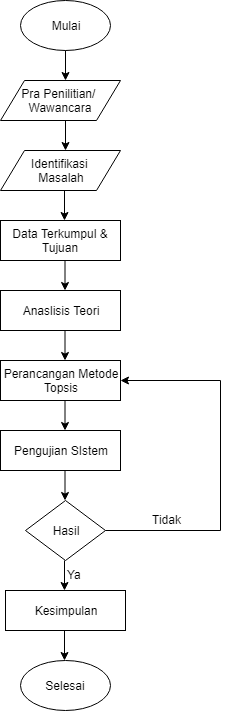 Mulai
Pra Penilitian/
Wawancara
Identifikasi
Masalah
Data Terkumpul &
Tujuan
Anaslisis Teori
Perancangan Metode
Topsis
Pengujian SIstem
Hasil
Tidak
Ya
Kesimpulan
Selesai